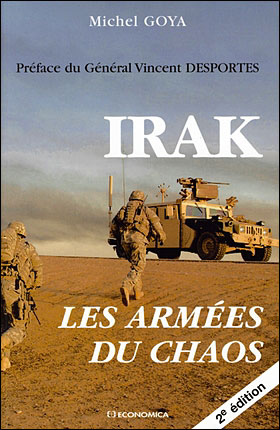 Michel GOYA
Préface du Général Vincent DESPORTES
IRAK
LES ARMÉES
DU CHAOS
2e édition
ECONOMICA